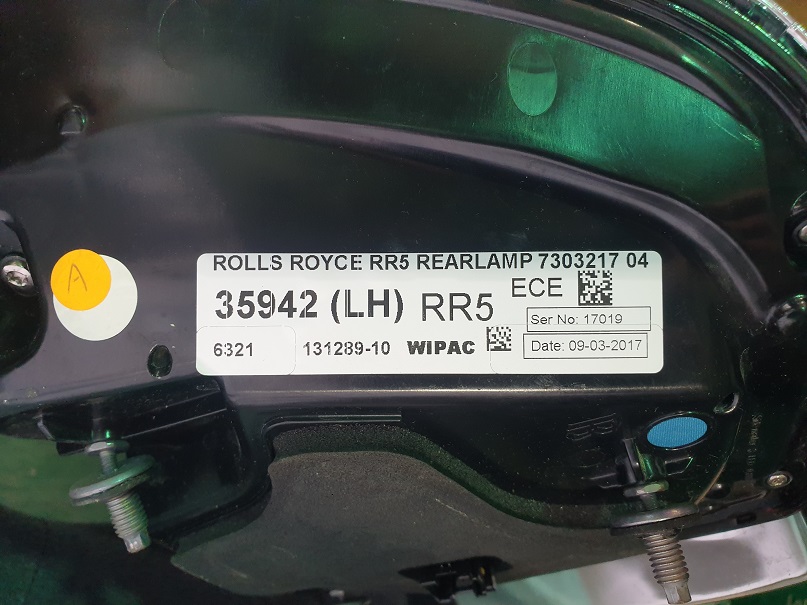 A
ROLLS ROYCE RR5 REARLAMP 7303217 04
35942 (LH) RR5 ECE
Ser No: 17019
6321 131289-10 WIPAC Date: 09-03-2017